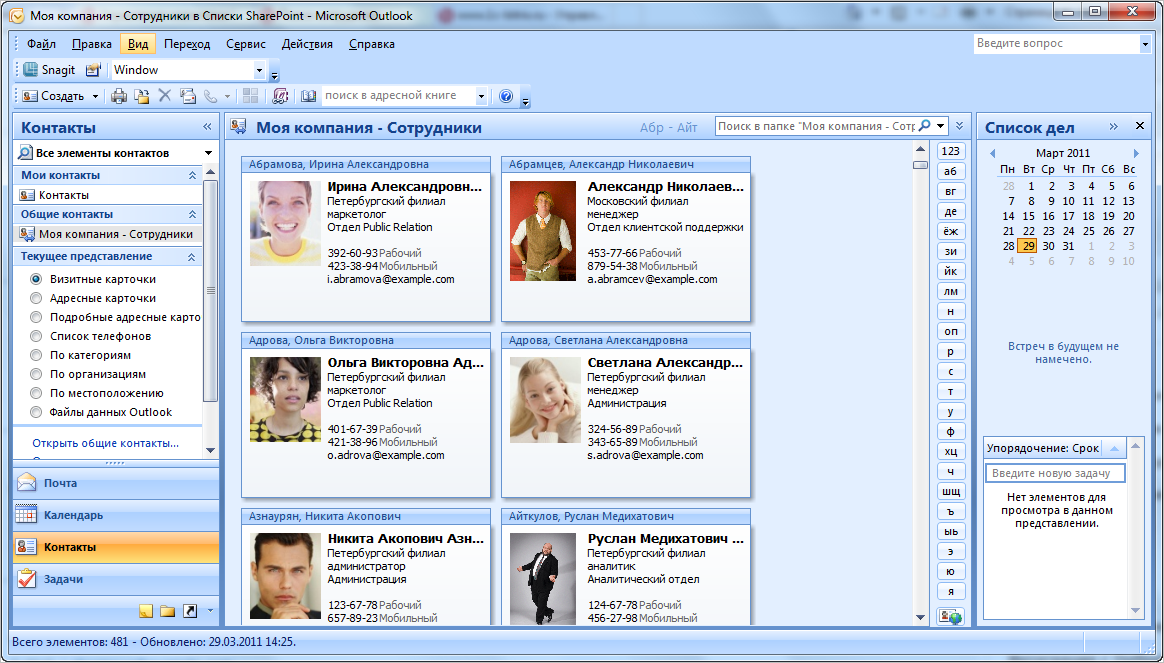 Моя компания - Сотрудники в Списки SharePoint - Microsoft Outlook
Файл Правка Вид Переход Сервис Действия Справка
Введите вопрос
Snagit Window
Создать поиск в адресной книге
Контакты «
Все элементы контактов
Мои контакты
Контакты
Общие контакты
Моя компания - Сотрудники
Текущее представление
Визитные карточки
Адресные карточки
Подробные адресные карто
Список телефонов
По категориям
По организациям
По местоположению
Файлы данных Outlook
Открыть общие контакты...
Почта
Календарь
Контакты
Задачи
Моя компания - Сотрудники
Абр - Айт
Поиск в папке "Моя компания - Сотр
Абрамова, Ирина Александровна
Ирина Александровн...
Петербургский филиал
маркетолог
Отдел Public Relation
392-60-93 Рабочий
423-38-94 Мобильный
i.abramova@example.com
Абрамцев, Александр Николаевич
Александр Николаев...
Московский филиал
менеджер
Отдел клиентской поддержки
453-77-66 Рабочий
879-54-38 Мобильный
a.abramcev@example.com
Адрова, Ольга Викторовна
Ольга Викторовна Ад...
Петербургский филиал
маркетолог
Отдел Public Relation
401-67-39 Рабочий
421-38-96 Мобильный
o.adrova@example.com
Адрова, Светлана Александровна
Светлана Александр...
Петербургский филиал
менеджер
Администрация
324-56-89 Рабочий
343-65-89 Мобильный
s.adrova@example.com
Азнаурян, Никита Акопович
Никита Акопович Азн...
Петербургский филиал
администратор
Администрация
123-67-78 Рабочий
657-89-23 Мобильный
Айткулов, Руслан Медихатович
Руслан Медихатович ...
Петербургский филиал
аналитик
Аналитический отдел
124-67-78 Рабочий
456-27-98 Мобильный
123
аб
вг
де
ёж
зи
йк
лм
н
оп
р
с
т
у
ф
хц
ч
шщ
ъ
ыь
э
ю
я
Список дел »
Март 2011
Пн Вт Ср Чт Пт Сб Вс
28 1 2 3 4 5 6
7 8 9 10 11 12 13
14 15 16 17 18 19 20
21 22 23 24 25 26 27
28 29 30 31 1 2 3
4 5 6 7 8 9 10
Встреч в будущем не
намечено.
Упорядочение: Срок
Введите новую задачу
Нет элементов для
просмотра в данном
представлении.
Всего элементов: 481 - Обновлено: 29.03.2011 14:25.